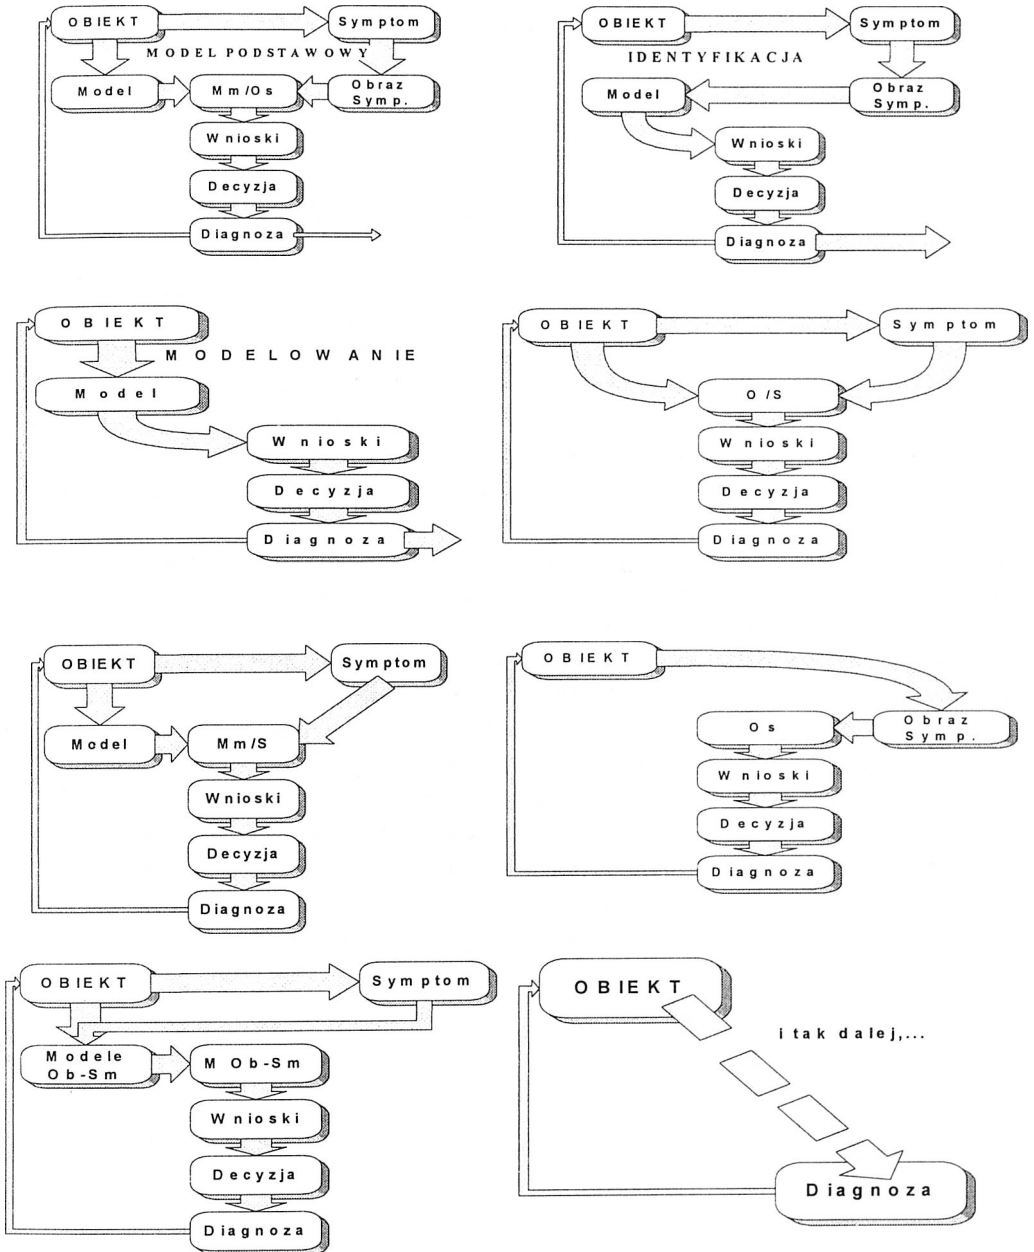 OBIEKT
Symptom
MODEL PODSTAWOWY
Model
Mm/Os
Obraz
Symp.
Wnioski
Decyzja
Diagnoza
OBIEKT
Symptom
IDENTYFIKACJA
Model
Obraz
Symp.
Wnioski
Decyzja
Diagnoza
OBIEKT
MODELOWANIE
Model
Wnioski
Decyzja
Diagnoza
OBIEKT
Symptom
O/S
Wnioski
Decyzja
Diagnoza
OBIEKT
Symptom
Model
Mm/S
Wnioski
Decyzja
Diagnoza
OBIEKT
Os
Obraz
Symp.
Wnioski
Decyzja
Diagnoza
OBIEKT
Symptom
Modele
Ob-Sm
M Ob-Sm
Wnioski
Decyzja
Diagnoza
OBIEKT
i tak dalej,...
Diagnoza